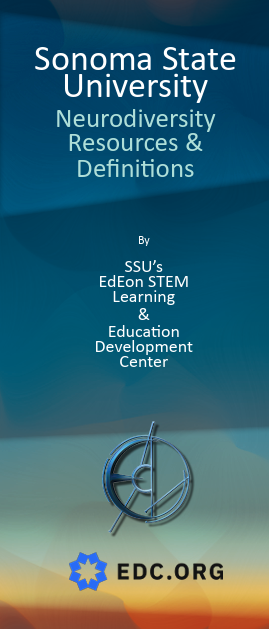 Sonoma State
University
Neurodiversity
Resources &
Definitions
By
SSU's
EdEon STEM
Learning
&
Education
Development
Center
EDC.ORG